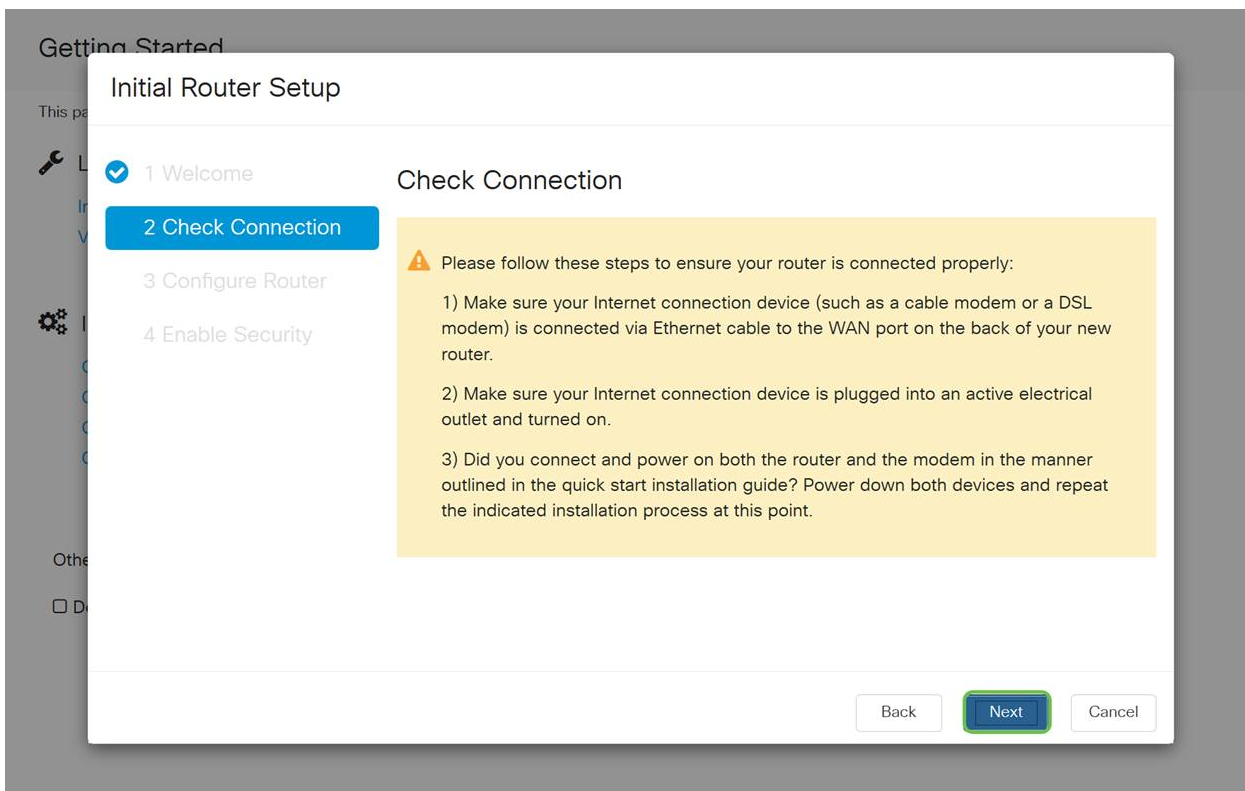 Getting Started
Initial Router Setup
This
1 Welcome
2 Check Connection
3 Configure Router
4 Enable Security
Check Connection
Please follow these steps to ensure your router is connected properly:
1) Make sure your Internet connection device (such as a cable modem or a DSL
modem) is connected via Ethernet cable to the WAN port on the back of your
new
router.
2) Make sure your Internet connection device is plugged into an active electrical
outlet and turned on.
3) Did you connect and power on both the router and the modem in the manner
outlined in the quick start installation guide? Power down both devices and repeat
the indicated installation process at this point.
Back
Next
Cancel